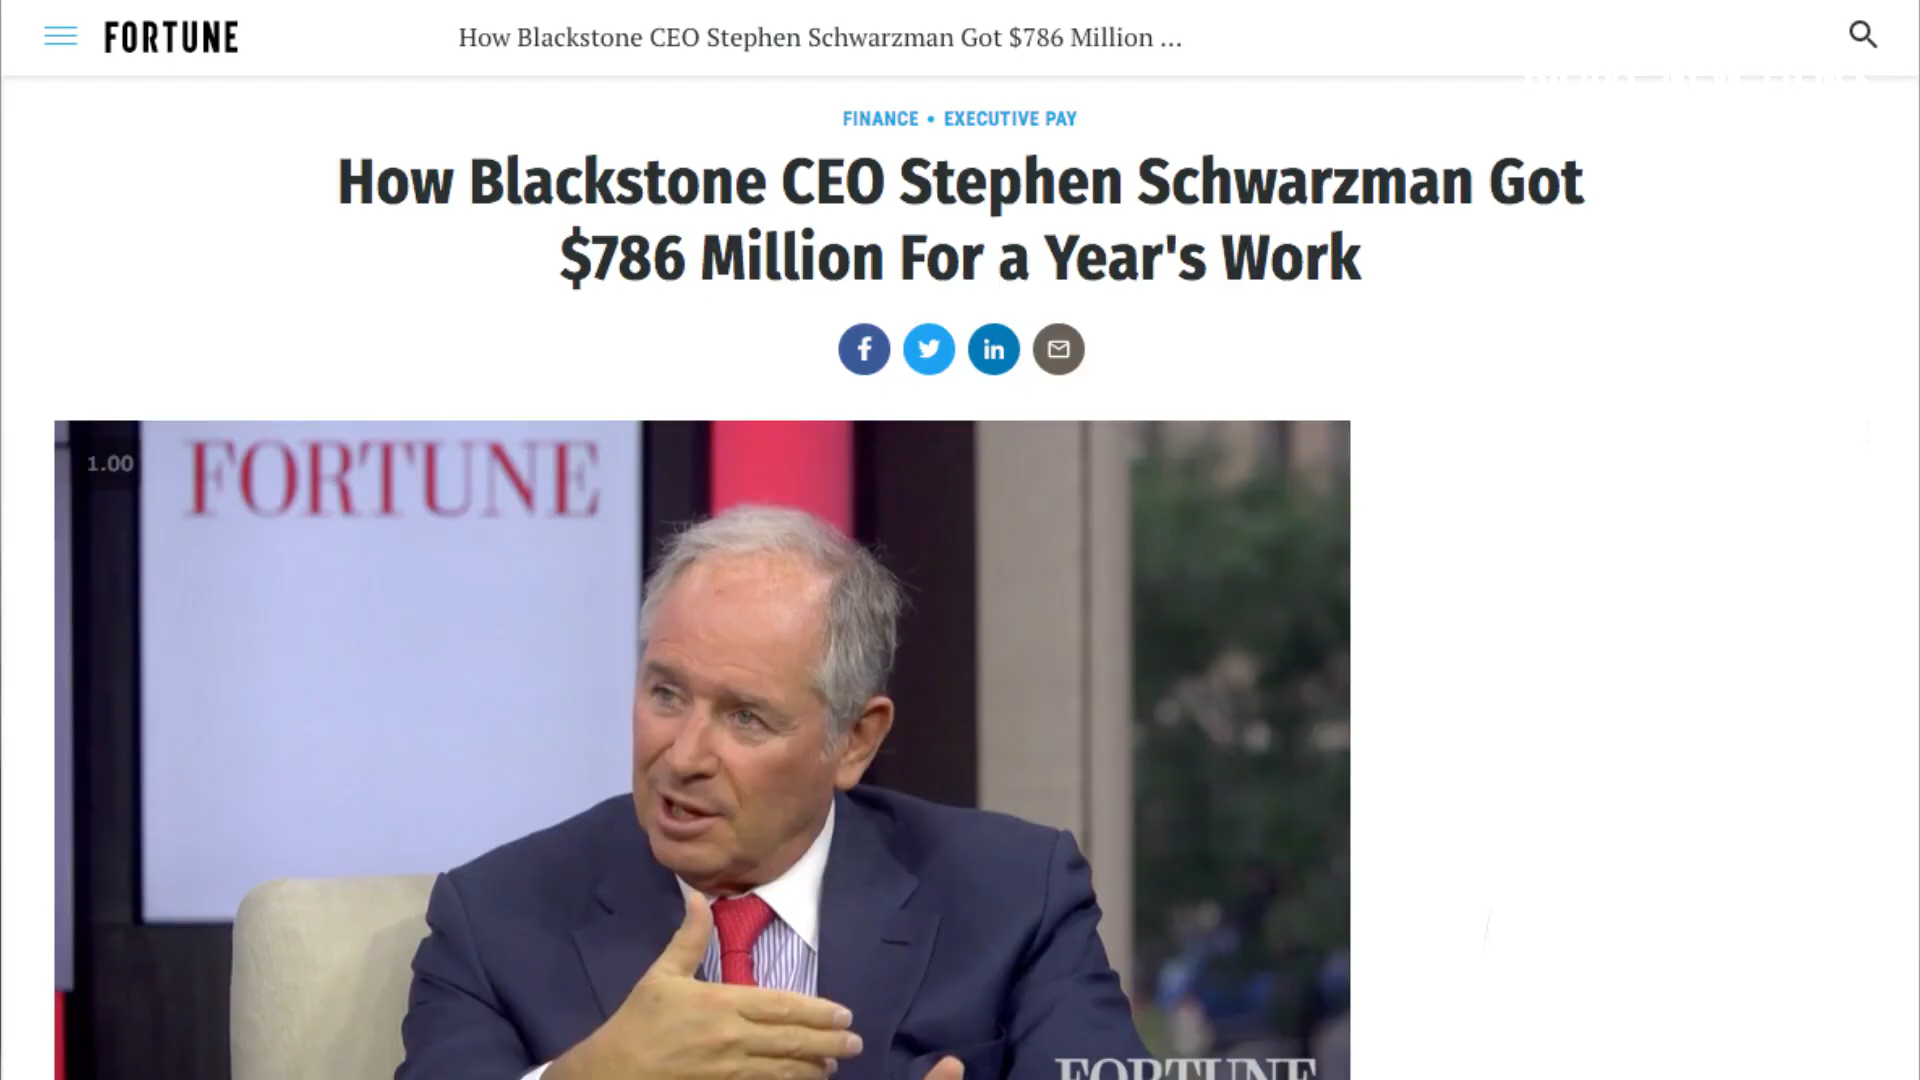 FORTUNE
How Blackstone CEO Stephen Schwarzman Got $786 Million ...
FINANCE • EXECUTIVE PAY
How Blackstone CEO Stephen Schwarzman Got
$786 Million For a Year's Work
f
in
1.00
FORTUNE
FORTUNE